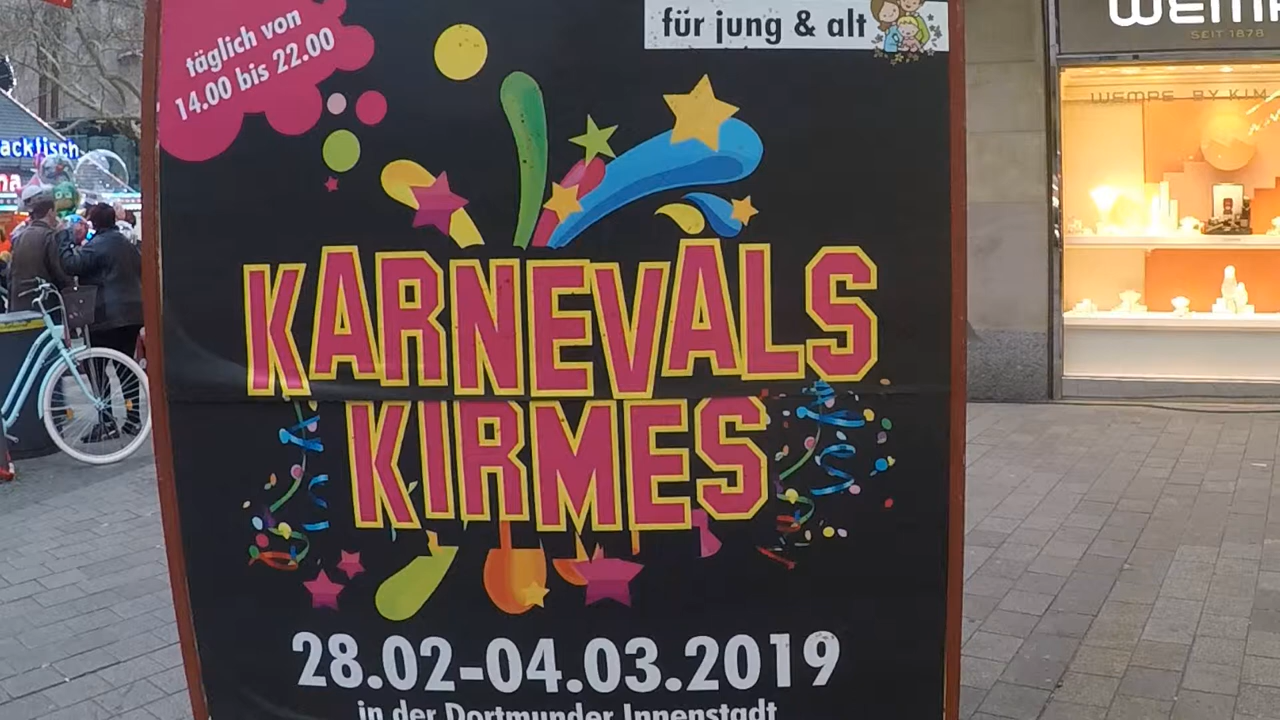 täglich von
14.00 bis 22.00
für jung & alt
KARNEVALS
KIRMES
28.02-04.03.2019
in der Dortmunder Innenstadt
WEMPE
SEIT 1878
WEMPE BY KIM